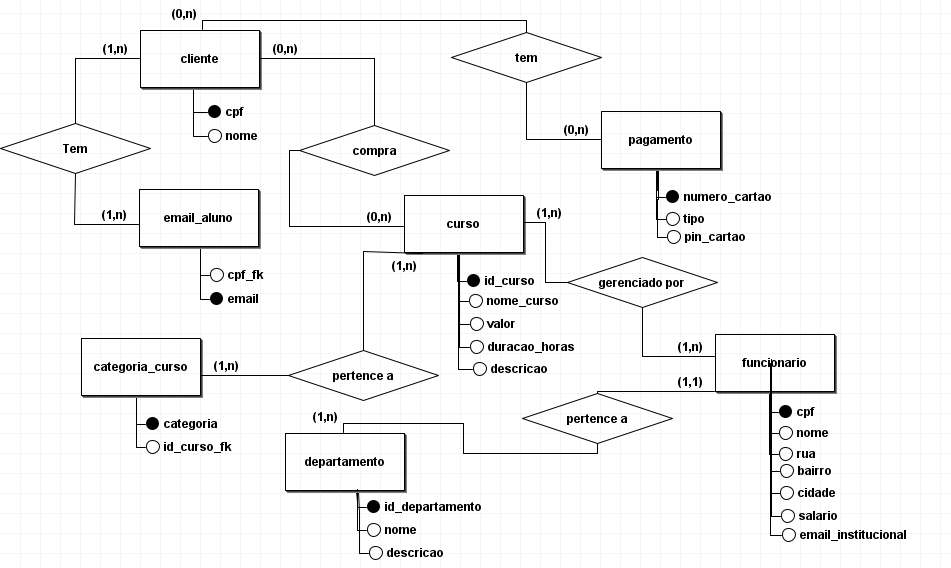 (0,n)
(1,n)
cliente
(0,n)
tem
cpf
nome
Tem
compra
(0,n)
pagamento
numero_cartao
tipo
pin_cartao
(1,n)
email_aluno
(0,n)
curso
(1,n)
cpf_fk
email
(1,n)
id_curso
nome_curso
valor
duracao_horas
descricao
gerenciado por
categoria_curso
(1,n)
pertence a
(1,n)
funcionario
(1,1)
categoria
id_curso_fk
(1,n)
pertence a
cpf
nome
rua
bairro
cidade
salario
email_institucional
departamento
id_departamento
nome
descricao